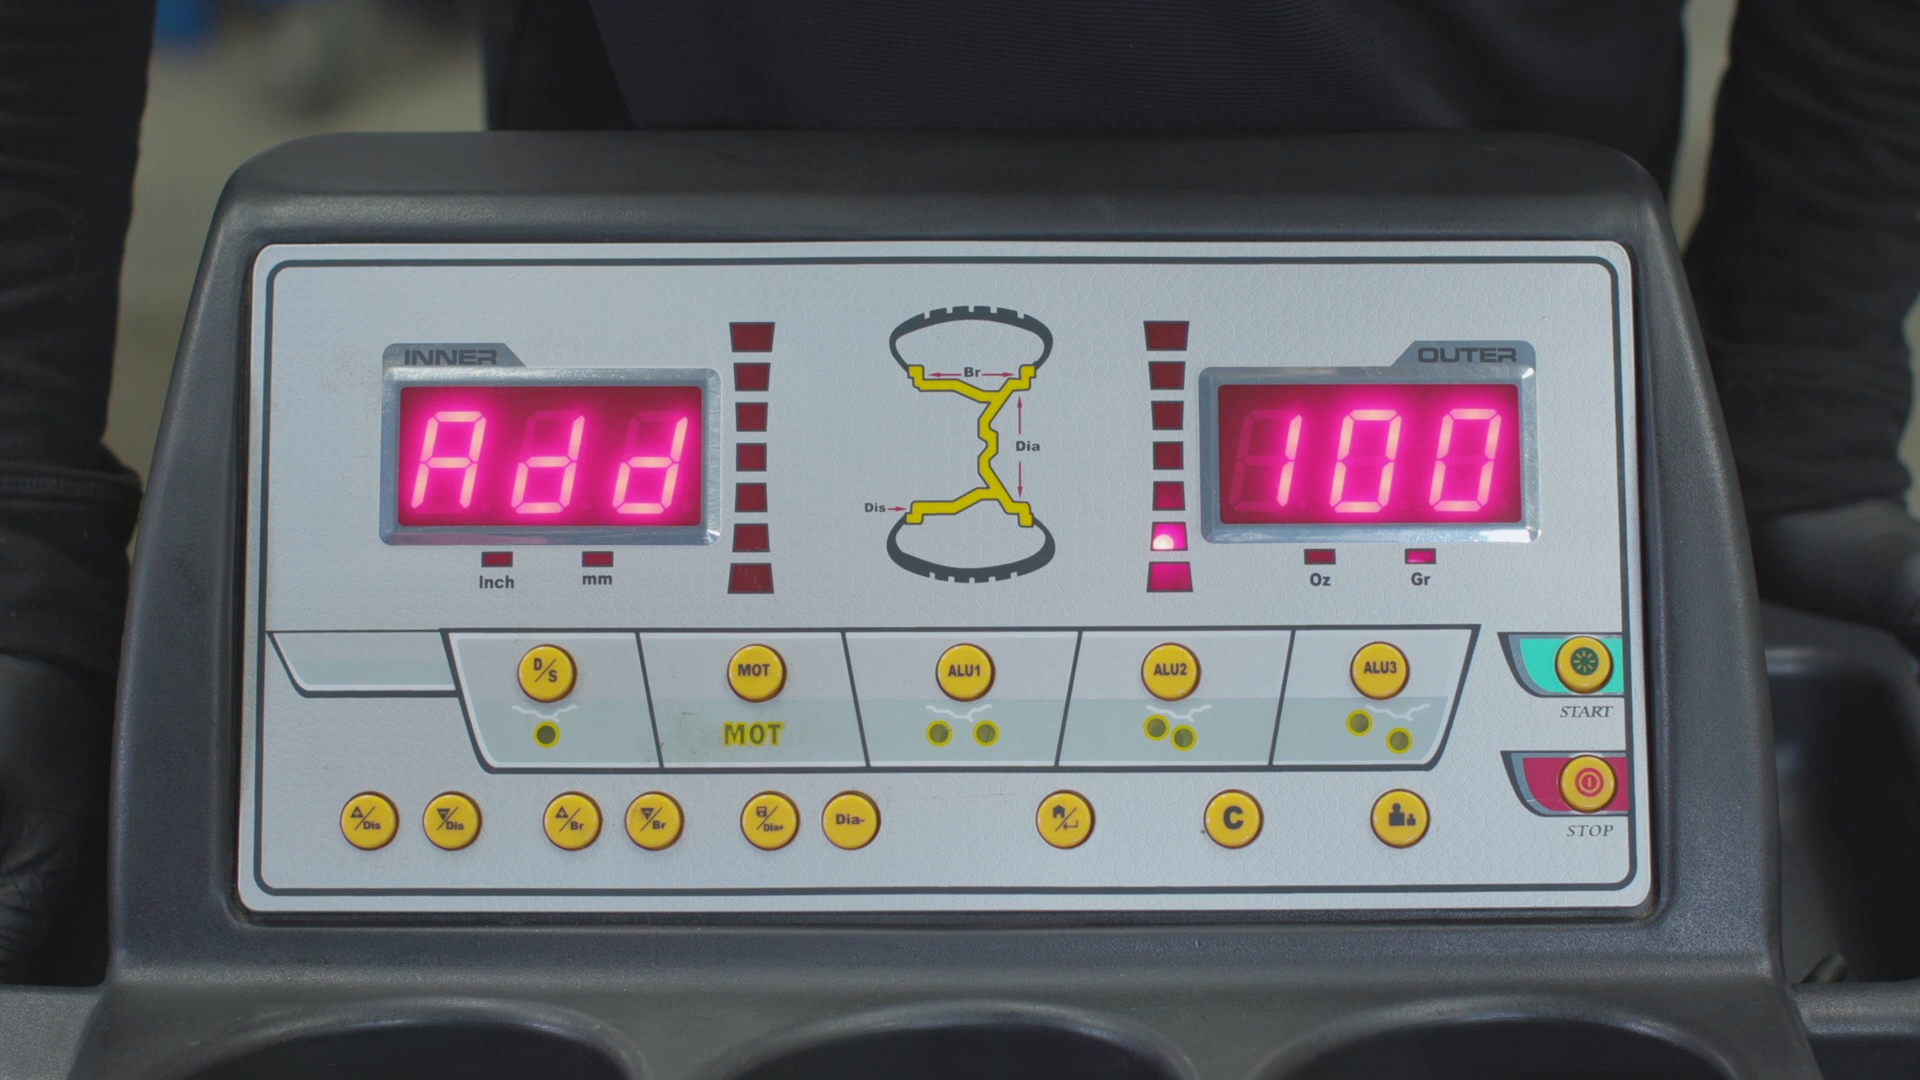 INNER
OUTER
Br
Add
100
Dia
Dis
Inch
mm
Oz
Gr
D/S
MOT
ALU1
ALU2
ALU3
START
MOT
STOP
/Dis
/Dis
/Br
/Br
/Dia+
Dia-
C